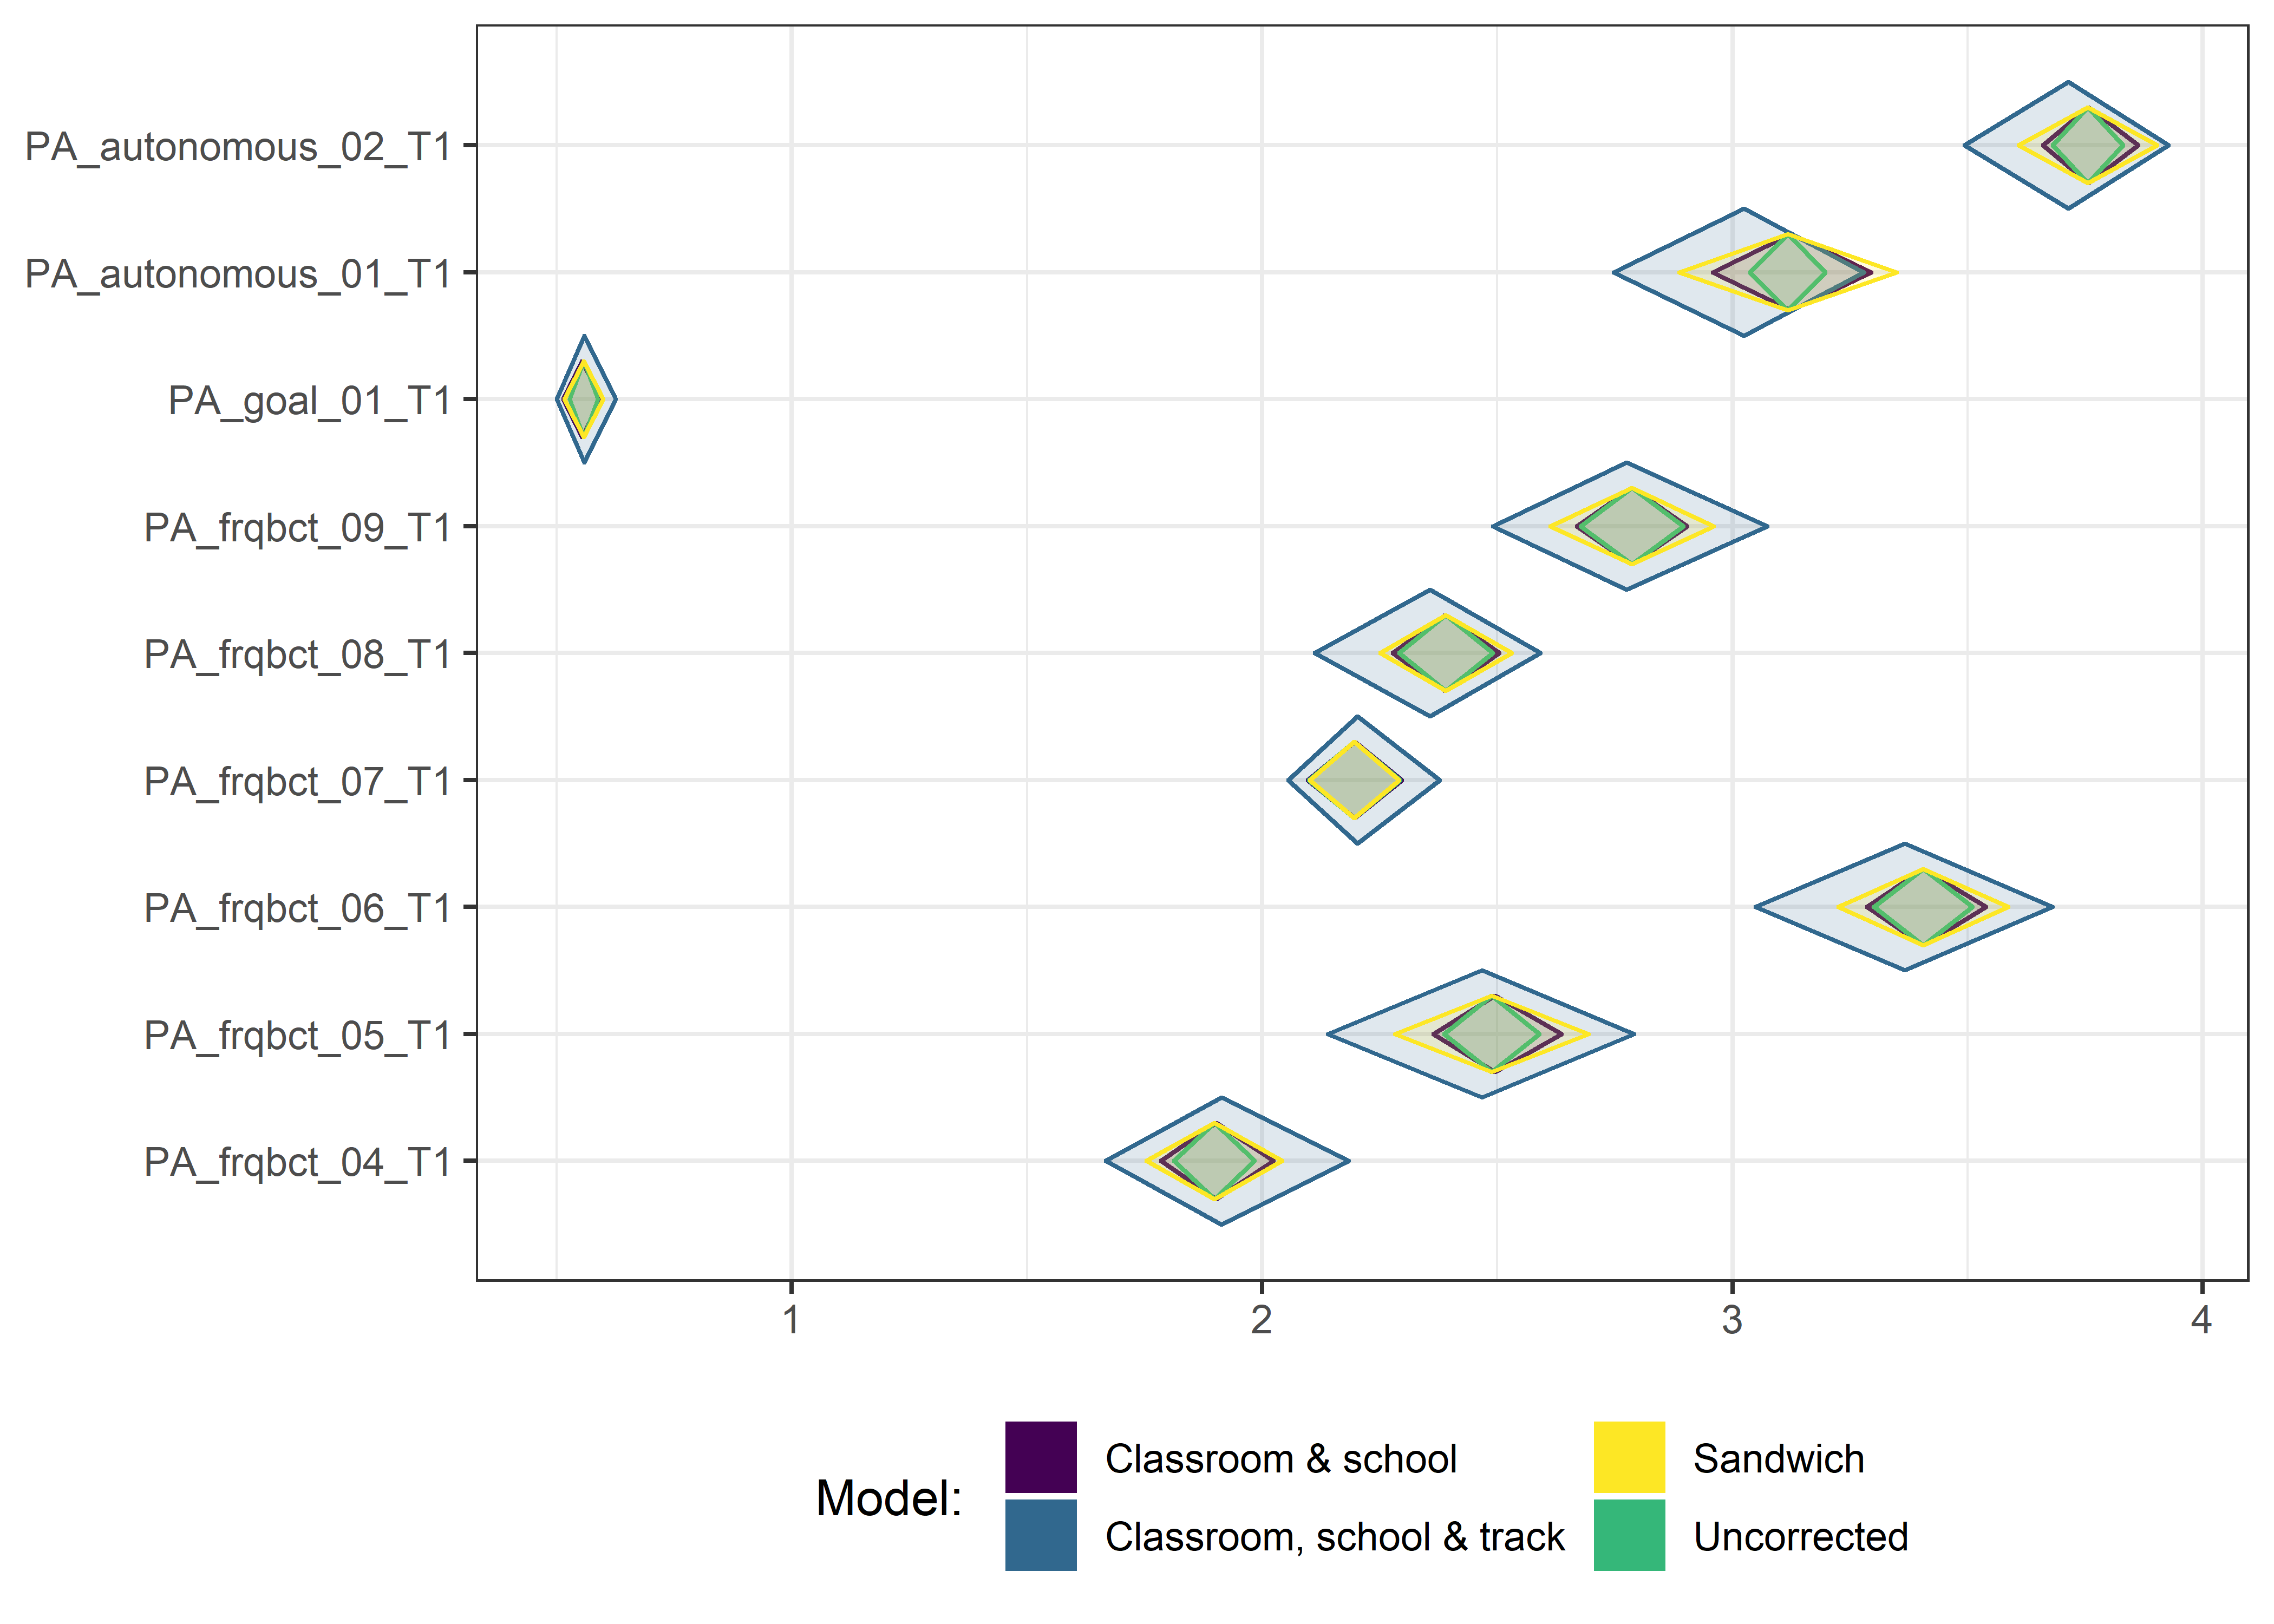 PA_autonomous_02_T1
PA_autonomous_01_T1
PA_goal_01_T1
PA_frqbct_09_T1
PA_frqbct_08_T1
PA_frqbct_07_T1
PA_frqbct_06_T1
PA_frqbct_05_T1
PA_frqbct_04_T1
1 2 3 4
Model:
Classroom & school
Classroom, school & track
Sandwich
Uncorrected